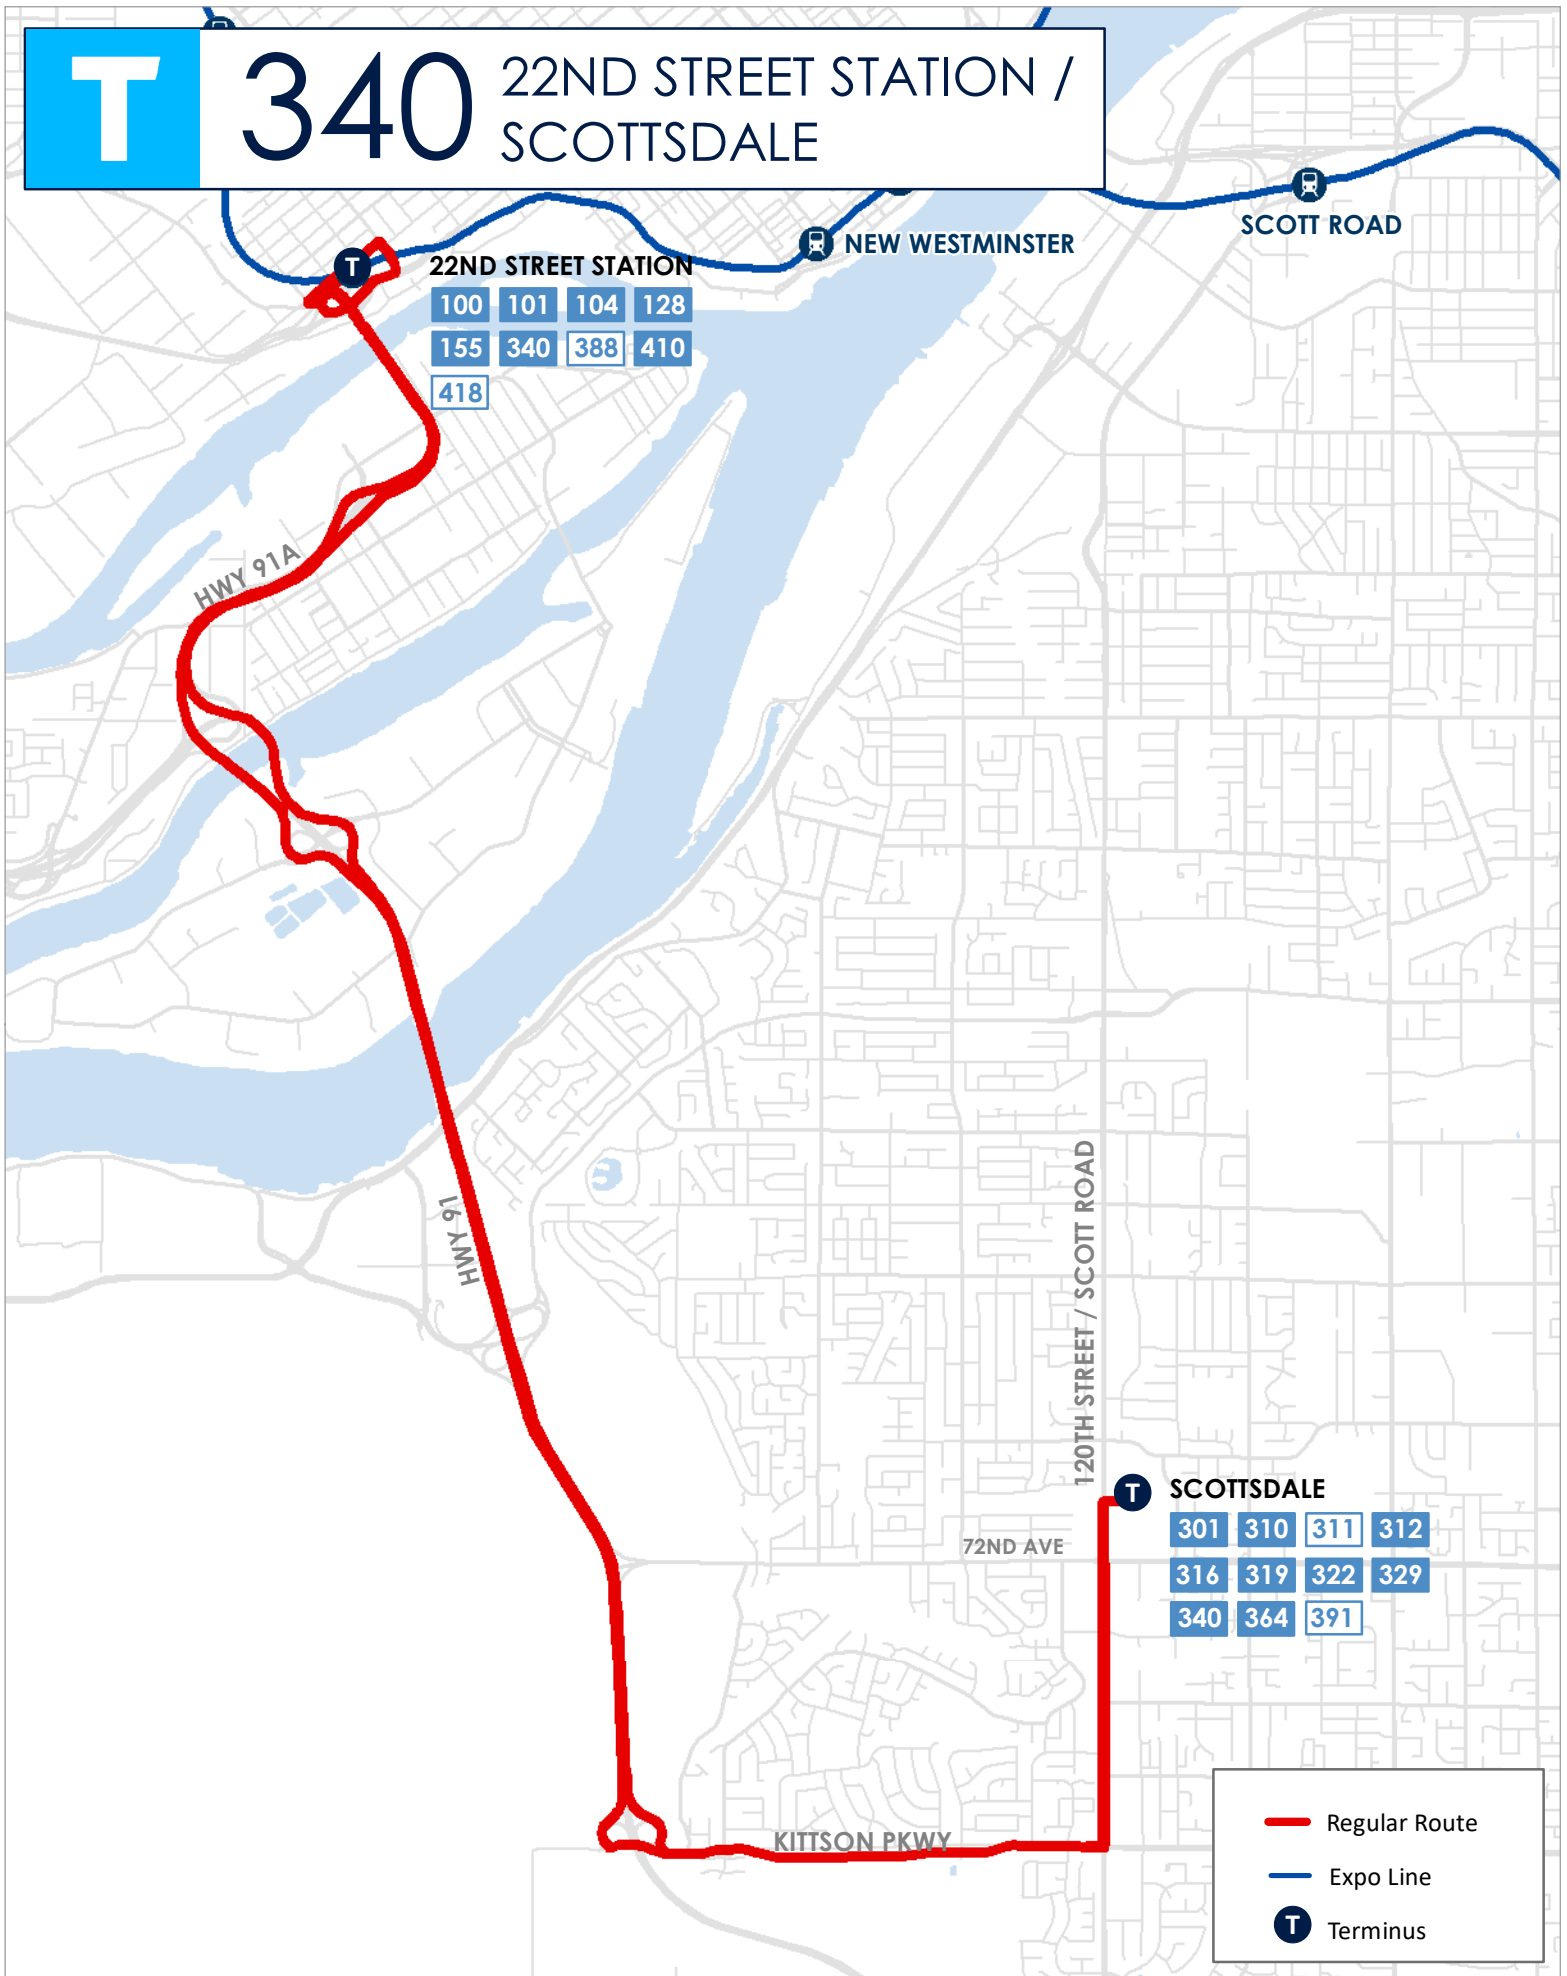 T
340
22ND STREET STATION /
SCOTTSDALE
SCOTT ROAD
NEW WESTMINSTER
T
22ND STREET STATION
100 101 104 128
155 340 388 410
418
HWY 91A
HWY 91
120TH STREET / SCOTT ROAD
T
SCOTTSDALE
301 310 311 312
316 319 322 329
340 364 391
72ND AVE
KITTSON PKWY
Regular Route
Expo Line
T Terminus